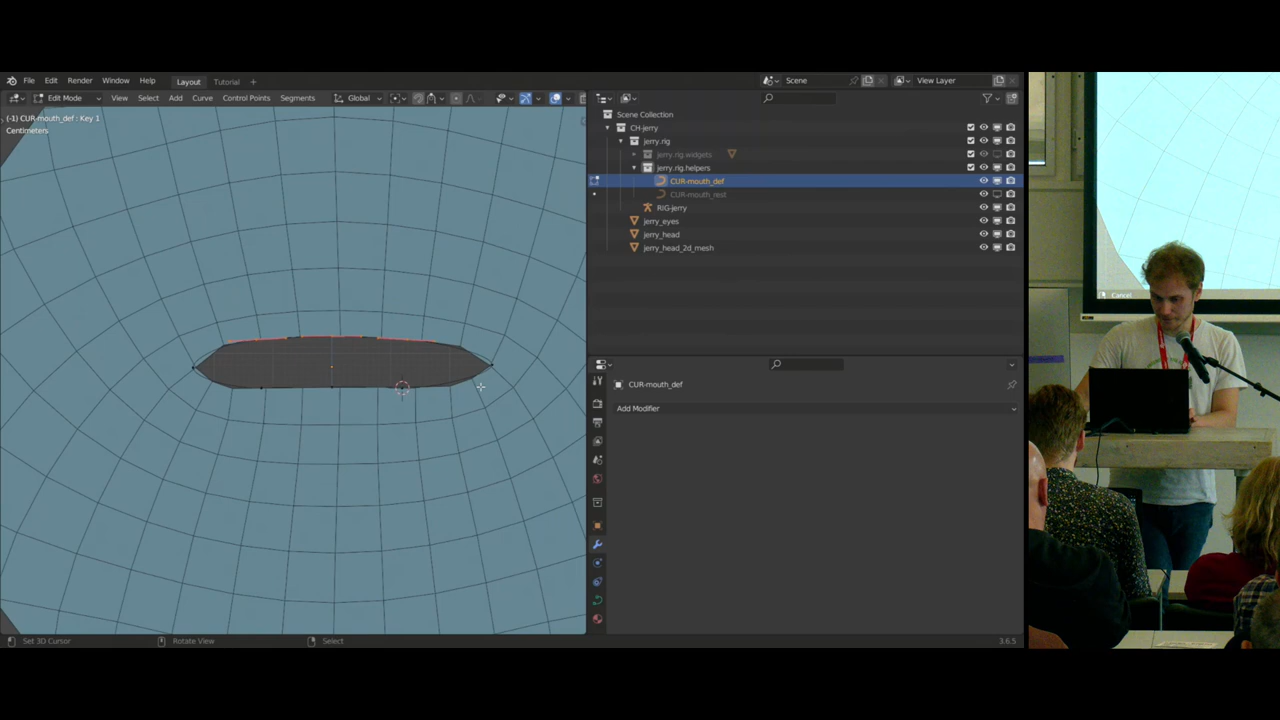 File Edit Render Window Help Layout Tutorial + Scene View Layer
Edit Mode View Select Add Curve Control Points Segments Global
(-1) CUR-mouth_def : Key 1
Centimeters
Scene Collection
CH-jerry
jerry.rig
jerry.rig.widgets
jerry.rig.helpers
CUR-mouth_def
CUR-mouth_rest
RIG-jerry
jerry_eyes
jerry_head
jerry_head_2d_mesh
CUR-mouth_def
Add Modifier
Set 3D Cursor Rotate View Select 3.6.5
Cancel